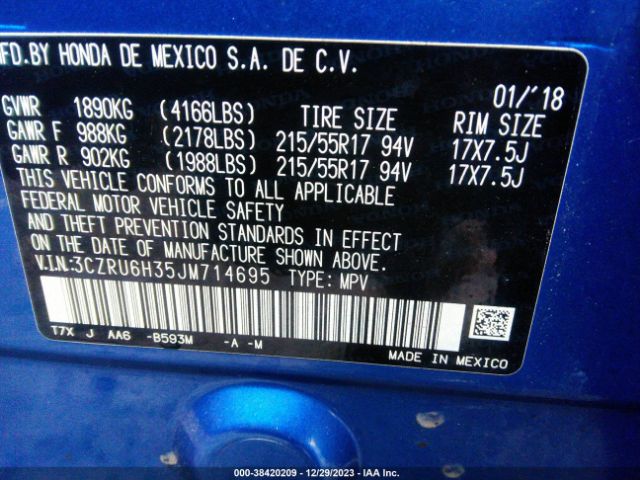 MFD.BY HONDA DE MEXICO S.A. DE C.V.
01/'18
GVWR 1890KG (4166LBS) TIRE SIZE RIM SIZE
GAWR F 988KG (2178LBS) 215/55R17 94V 17X7.5J
GAWR R 902KG (1988LBS) 215/55R17 94V 17X7.5J
THIS VEHICLE CONFORMS TO ALL APPLICABLE
FEDERAL MOTOR VEHICLE SAFETY
AND THEFT PREVENTION STANDARDS IN EFFECT
ON THE DATE OF MANUFACTURE SHOWN ABOVE.
V.I.N:3CZRU6H35JM714695 TYPE: MPV
T7X J AA6 -B593M -A -M
MADE IN MEXICO
000-38420209 - 12/29/2023 - IAA Inc.